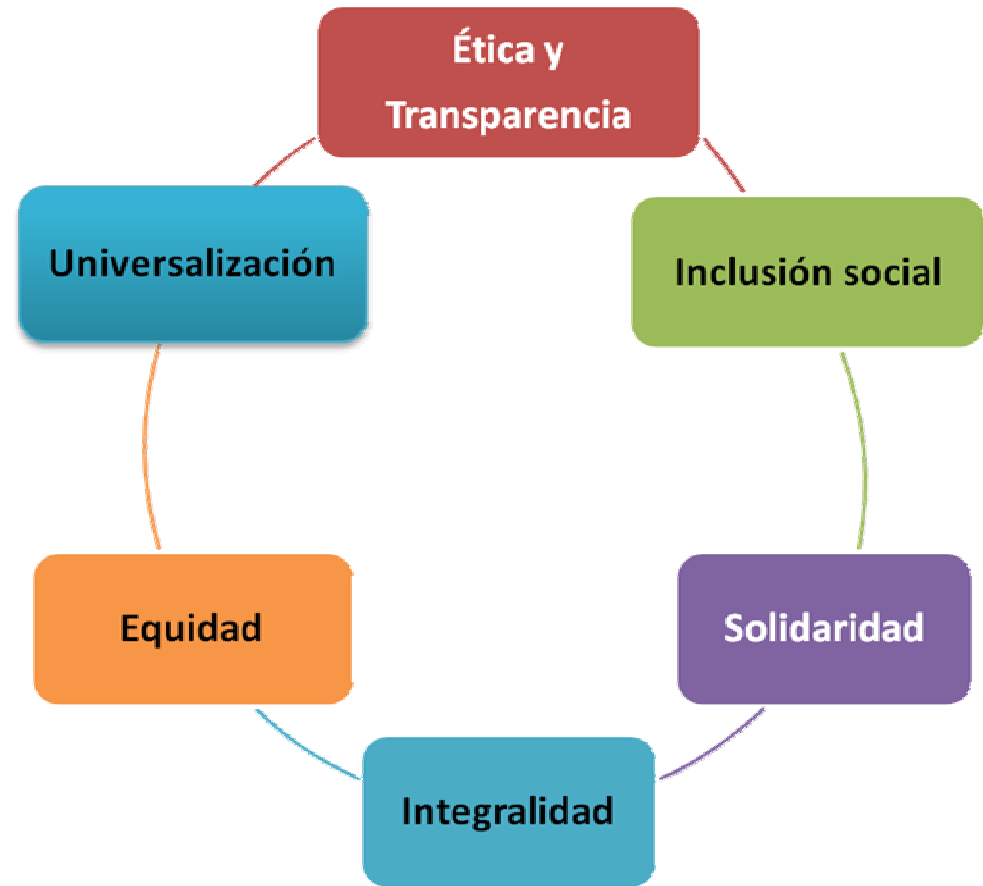 Ética y
Transparencia
Universalización
Inclusión social
Equidad
Solidaridad
Integralidad